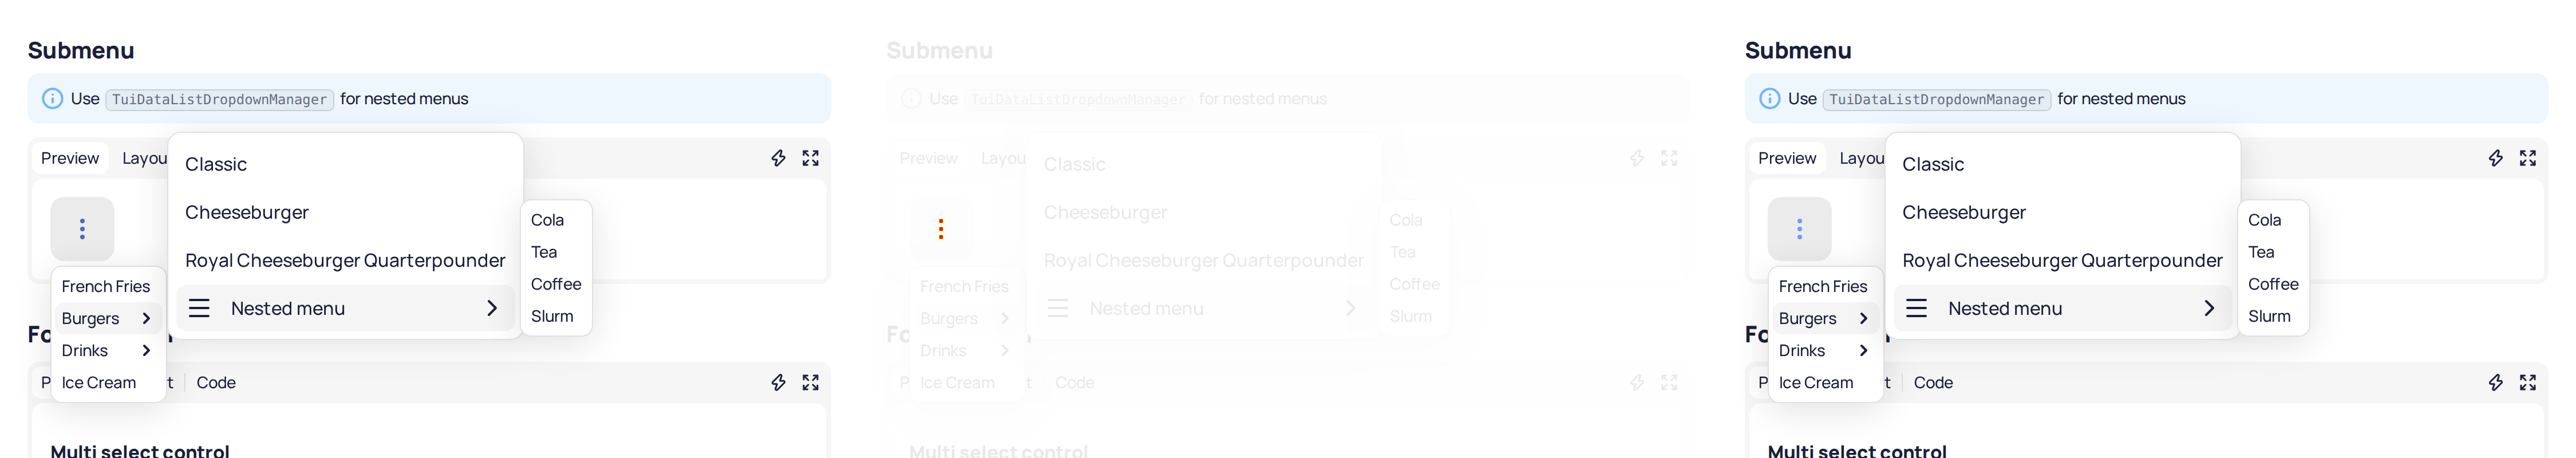 Submenu
Use TuiDataListDropdownManager for nested menus
Preview Layou
Classic
Cheeseburger
Royal Cheeseburger Quarterpounder
Nested menu
Cola
Tea
Coffee
Slurm
French Fries
Burgers
Drinks
Ice Cream
Fo
P t Code
Multi select control
Submenu
Use TuiDataListDropdownManager for nested menus
Preview Layou
Classic
Cheeseburger
Royal Cheeseburger Quarterpounder
Nested menu
Cola
Tea
Coffee
Slurm
French Fries
Burgers
Drinks
Ice Cream
Fo
P t Code
Multi select control
Submenu
Use TuiDataListDropdownManager for nested menus
Preview Layou
Classic
Cheeseburger
Royal Cheeseburger Quarterpounder
Nested menu
Cola
Tea
Coffee
Slurm
French Fries
Burgers
Drinks
Ice Cream
Fo
P t Code
Multi select control